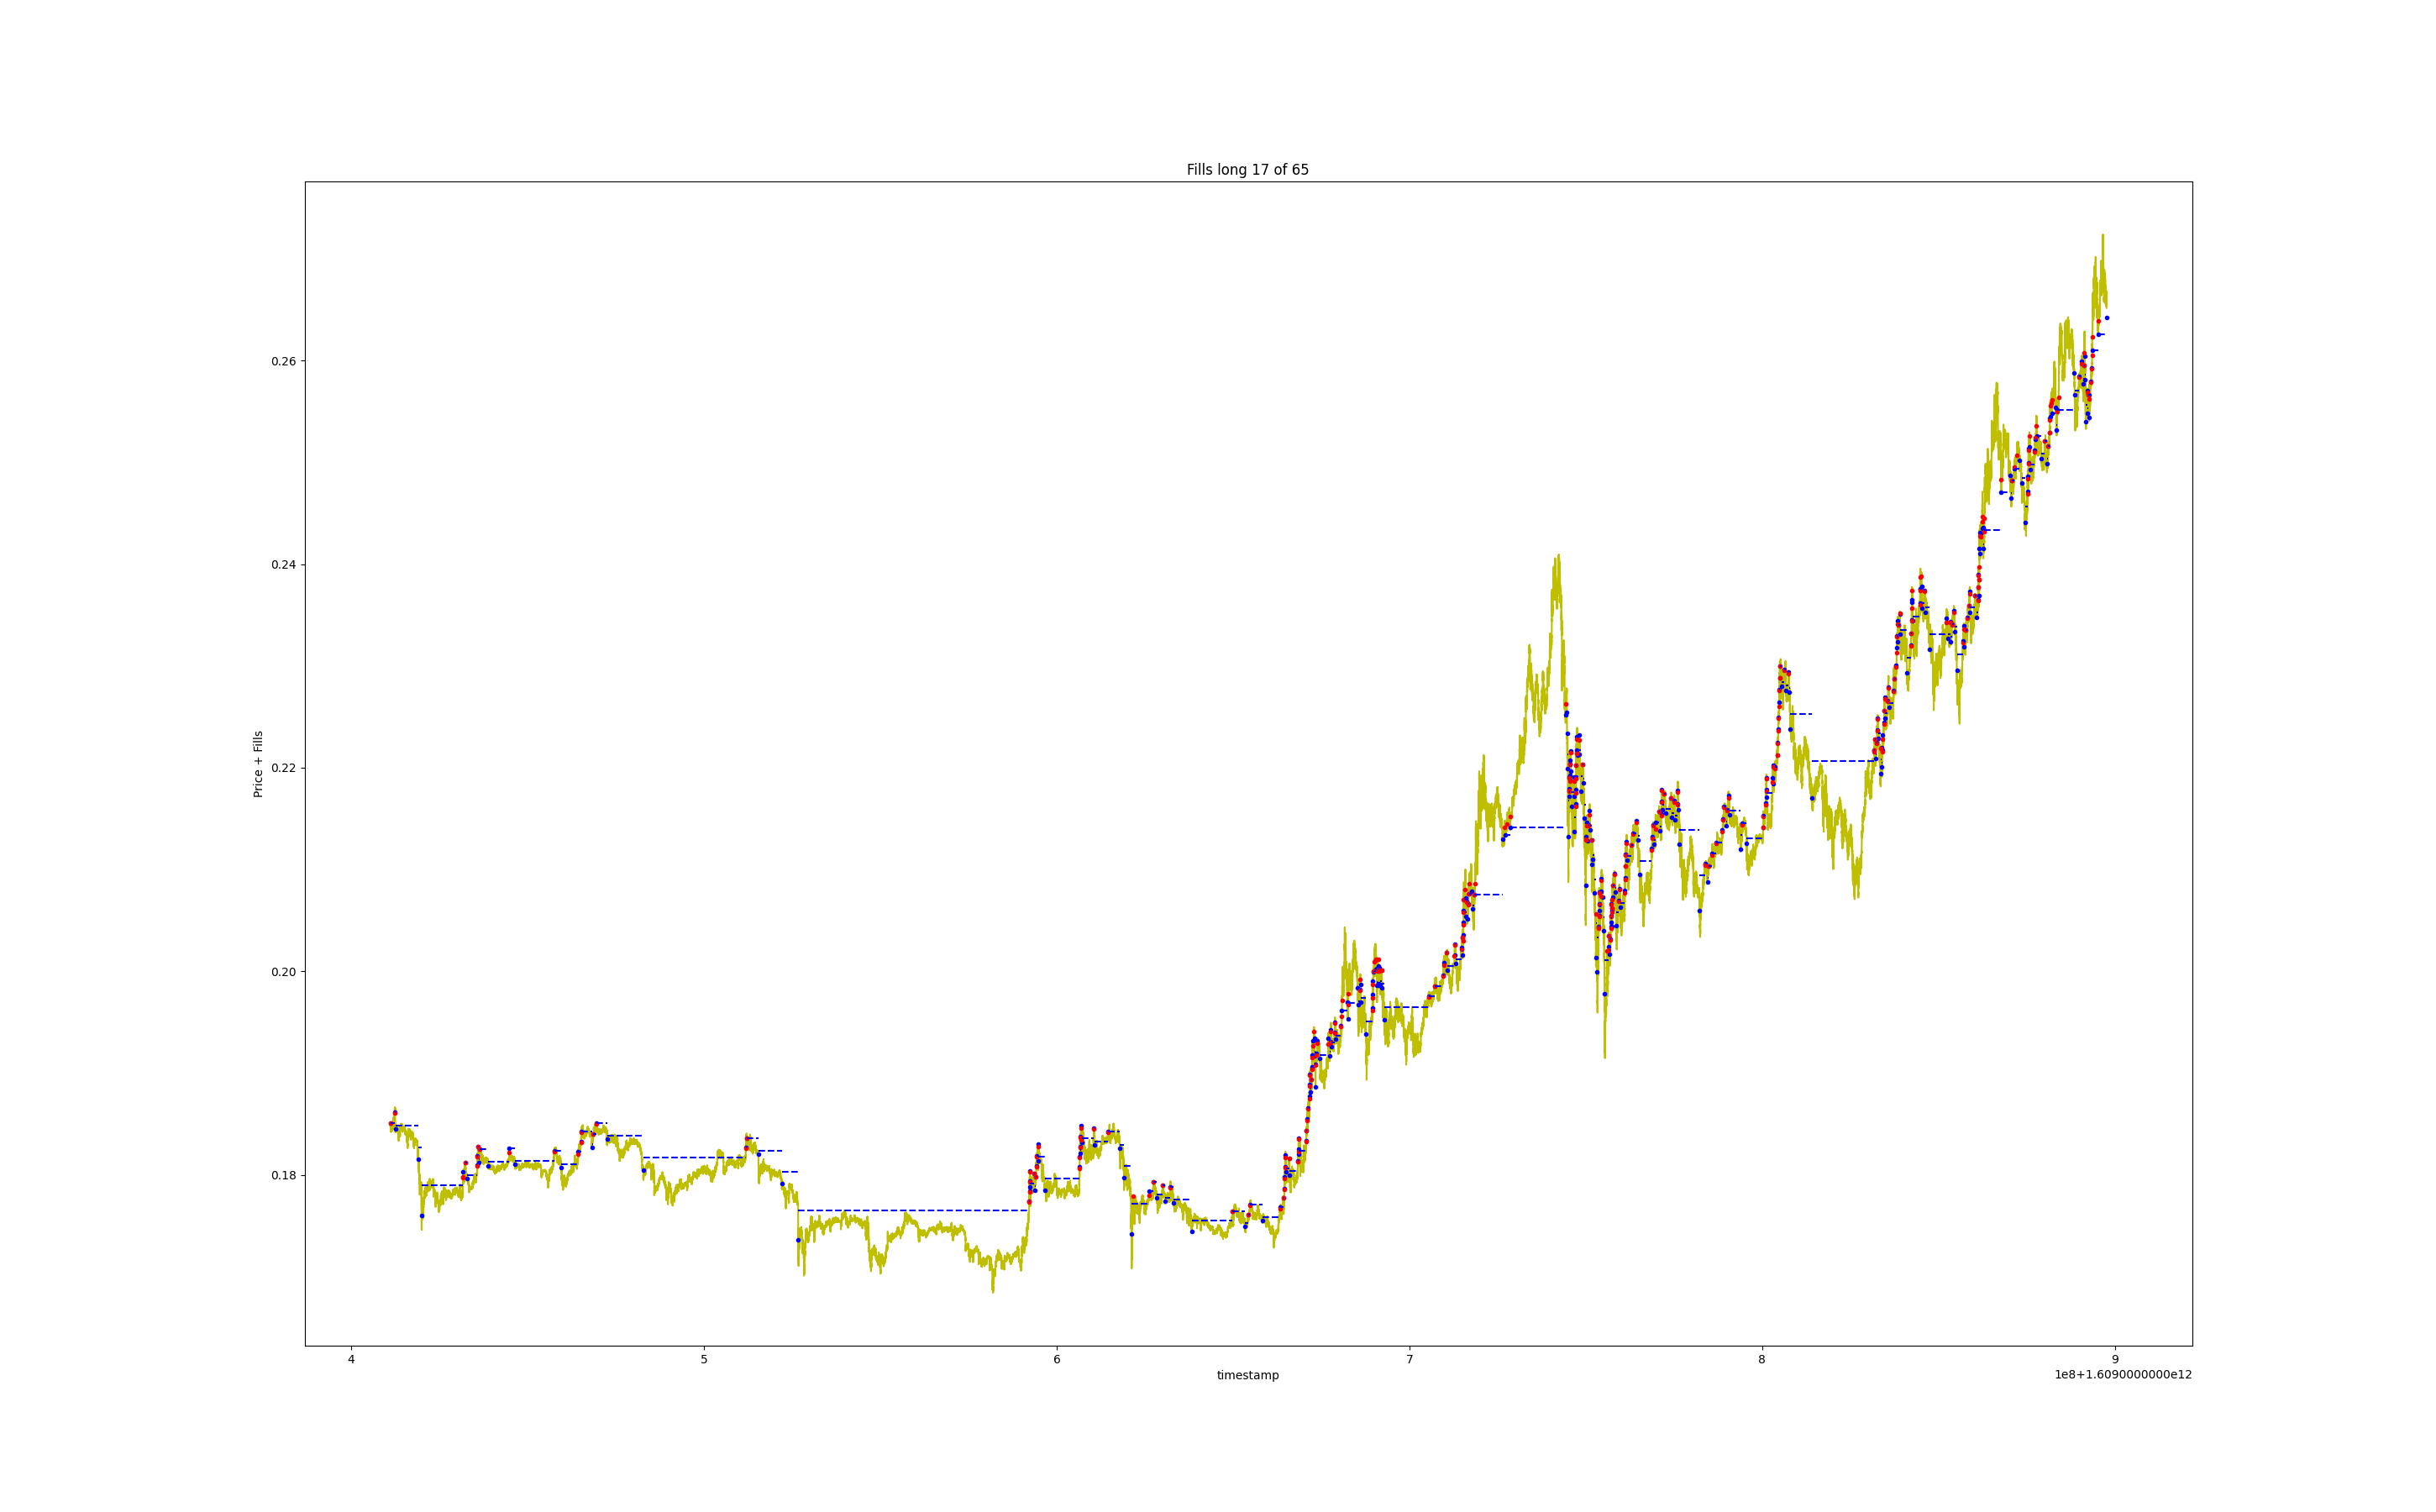 Fills long 17 of 65
Price + Fills
0.26
0.24
0.22
0.20
0.18
4 5 6 7 8 9
timestamp
1e8+1.6090000000e12